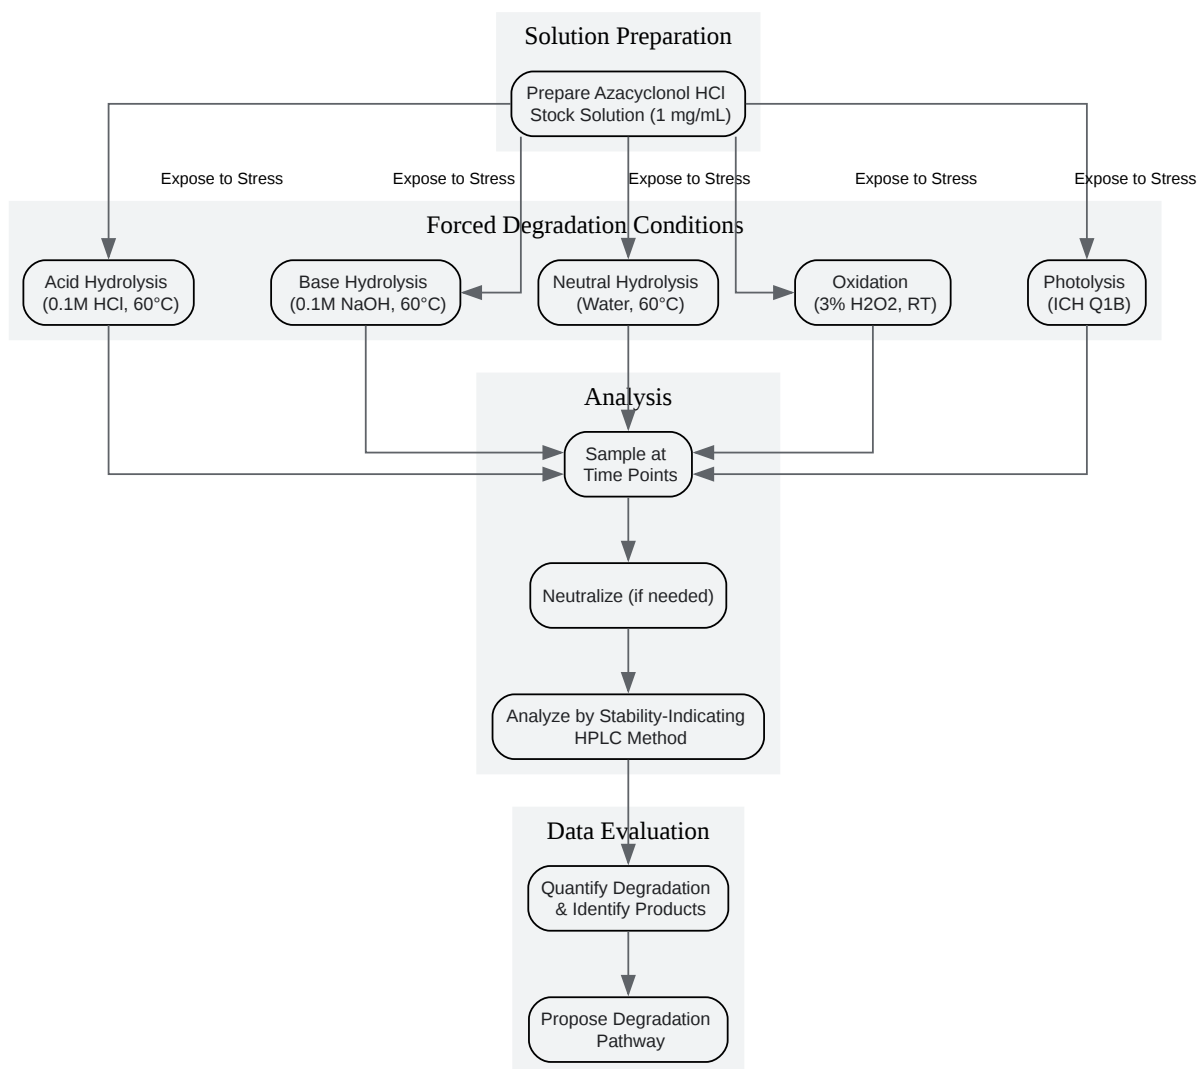 Solution Preparation
Prepare Azacyclonol HCl
Stock Solution (1 mg/mL)
Expose to Stress
Expose to Stress
Expose to Stress
Expose to Stress
Expose to Stress
Forced Degradation Conditions
Acid Hydrolysis
(0.1M HCl, 60°C)
Base Hydrolysis
(0.1M NaOH, 60°C)
Neutral Hydrolysis
(Water, 60°C)
Oxidation
(3% H2O2, RT)
Photolysis
(ICH Q1B)
Analysis
Sample at
Time Points
Neutralize (if needed)
Analyze by Stability-Indicating
HPLC Method
Data Evaluation
Quantify Degradation
& Identify Products
Propose Degradation
Pathway